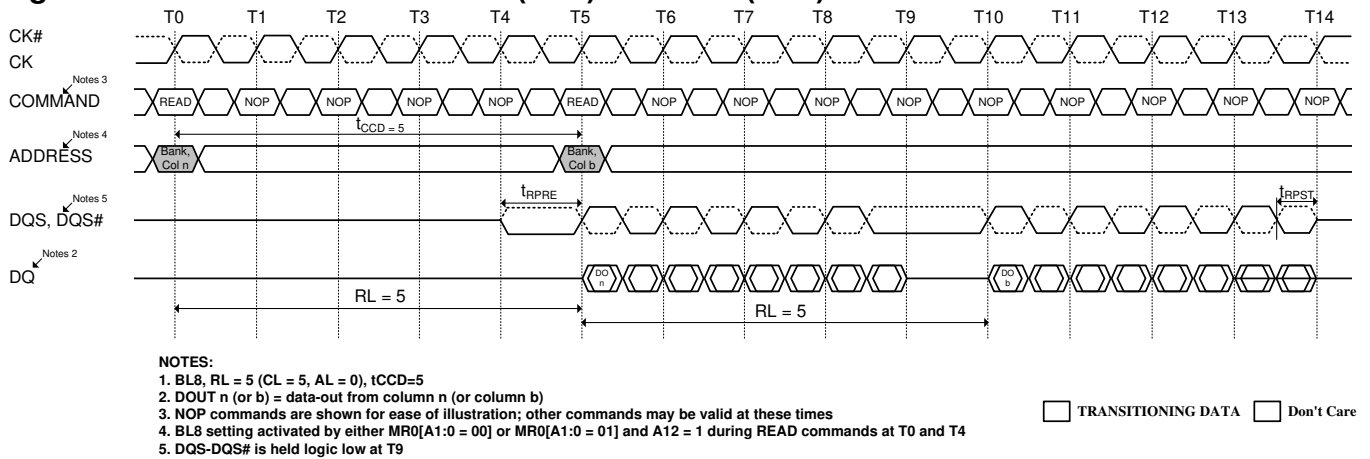 T0 T1 T2 T3 T4 T5 T6 T7 T8 T9 T10 T11 T12 T13 T14
CK#
CK
Notes 3
COMMAND READ NOP NOP NOP NOP READ NOP NOP NOP NOP NOP NOP NOP NOP NOP
tCCD = 5
Notes 4
ADDRESS
Bank, Bank,
Col n Col b
tRPRE tRPST
Notes 5
DQS, DQS#
Notes 2
DQ
DO DO
n b
RL = 5
RL = 5
NOTES:
1. BL8, RL = 5 (CL = 5, AL = 0), tCCD=5
2. DOUT n (or b) = data-out from column n (or column b)
3. NOP commands are shown for ease of illustration; other commands may be valid at these times
4. BL8 setting activated by either MR0[A1:0 = 00] or MR0[A1:0 = 01] and A12 = 1 during READ commands at T0 and T4
5. DQS-DQS# is held logic low at T9
TRANSITIONING DATA Don't Care